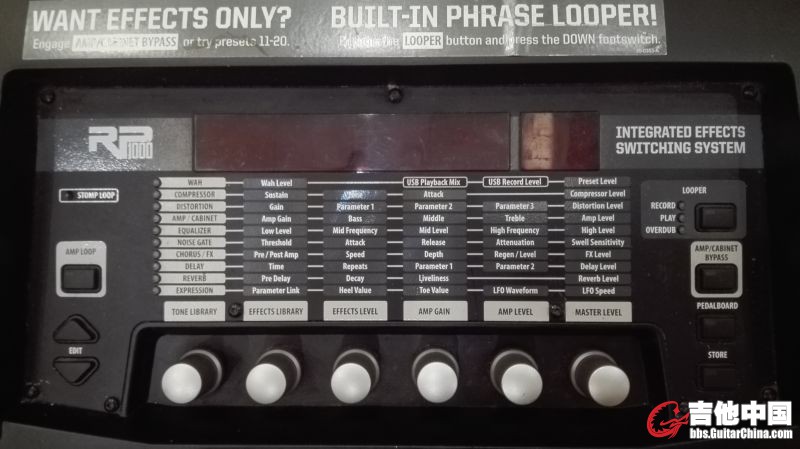 WANT EFFECTS ONLY?
Engage AMP/CABINET BYPASS or try presets 11-20.
BUILT-IN PHRASE LOOPER!
the LOOPER button and press the DOWN footswitch.
RP
1000
INTEGRATED EFFECTS
SWITCHING SYSTEM
STOMP LOOP
AMP LOOP
EDIT
WAH Wah Level USB Playback Mix USB Record Level Preset Level
COMPRESSOR Sustain Tone Attack Compressor Level
DISTORTION Gain Parameter 1 Parameter 2 Parameter 3 Distortion Level
AMP / CABINET Amp Gain Bass Middle Treble Amp Level
EQUALIZER Low Level Mid Frequency Mid Level High Frequency High Level
NOISE GATE Threshold Attack Release Attenuation Swell Sensitivity
CHORUS / FX Pre / Post Amp Speed Depth Regen / Level FX Level
DELAY Time Repeats Parameter 1 Parameter 2 Delay Level
REVERB Pre Delay Decay Liveliness Reverb Level
EXPRESSION Parameter Link Heel Value Toe Value LFO Waveform LFO Speed
TONE LIBRARY EFFECTS LIBRARY EFFECTS LEVEL AMP GAIN AMP LEVEL MASTER LEVEL
LOOPER
RECORD
PLAY
OVERDUB
AMP/CABINET
BYPASS
PEDALBOARD
STORE
吉他中国
bbs.GuitarChina.com